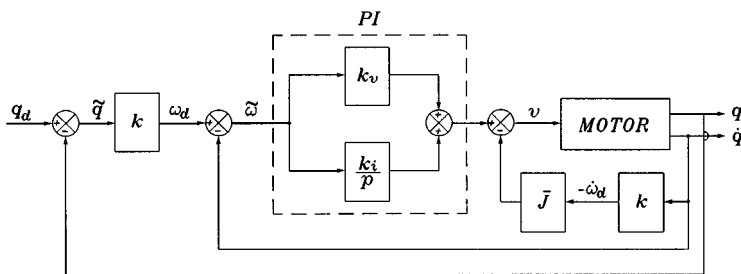 PI
k_v
q_d
+
-
q̃
k
ω_d
+
-
ω̃
+
+
+
-
v
MOTOR
q
q̇
k_i
p
J̄
-ω̇_d
k